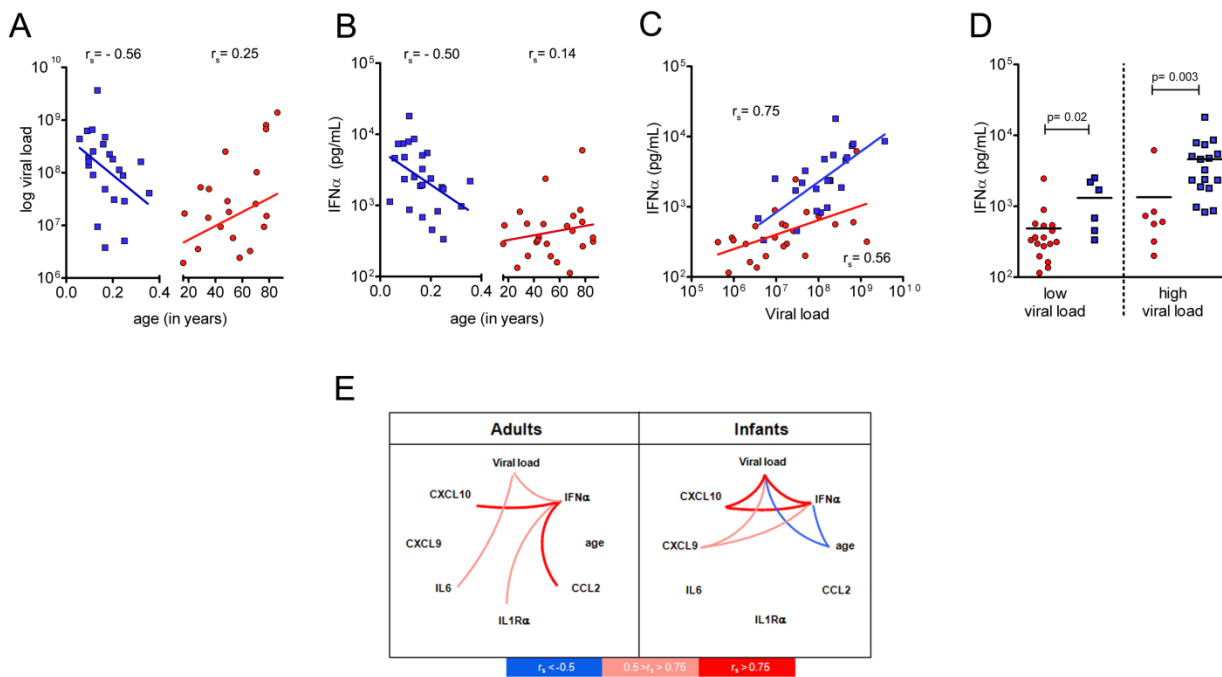 A
rs= - 0.56
rs= 0.25
log viral load
10^10
10^9
10^8
10^7
10^6
0.0
0.2
0.4
20
40
60
80
age (in years)
B
rs= - 0.50
rs= 0.14
IFNα (pg/mL)
10^5
10^4
10^3
10^2
0.0
0.2
0.4
20
40
60
80
age (in years)
C
rs= 0.75
rs= 0.56
IFNα (pg/mL)
10^5
10^4
10^3
10^2
10^5
10^6
10^7
10^8
10^9
10^10
Viral load
D
p= 0.02
p= 0.003
IFNα (pg/mL)
10^5
10^4
10^3
10^2
low
viral load
high
viral load
E
Adults
Infants
Viral load
CXCL10
IFNα
CXCL9
age
IL6
CCL2
IL1Rα
Viral load
CXCL10
IFNα
CXCL9
age
IL6
CCL2
IL1Rα
rs < -0.5
0.5 >rs > 0.75
rs > 0.75